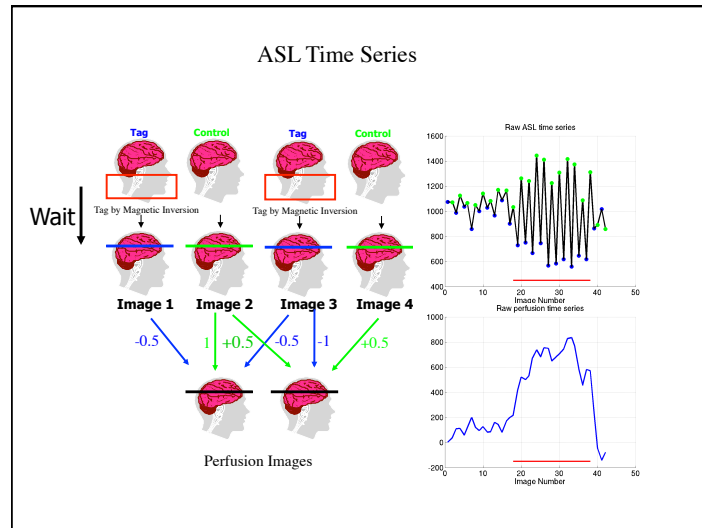 ASL Time Series
Tag Control Tag Control
Tag by Magnetic Inversion Tag by Magnetic Inversion
Wait
Image 1 Image 2 Image 3 Image 4
-0.5 1 +0.5 -0.5 -1 +0.5
Perfusion Images
Raw ASL time series
1600
1400
1200
1000
800
600
400
0 10 20 30 40 50
Image Number
Raw perfusion time series
1000
800
600
400
200
0
-200
0 10 20 30 40 50
Image Number